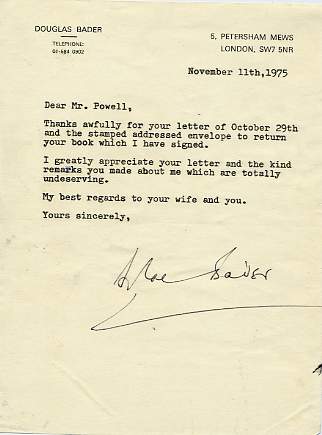 DOUGLAS BADER
TELEPHONE:
01-584 0902
5, PETERSHAM MEWS
LONDON, SW7 5NR
November 11th,1975
Dear Mr. Powell,
Thanks awfully for your letter of October 29th
and the stamped addressed envelope to return
your book which I have signed.
I greatly appreciate your letter and the kind
remarks you made about me which are totally
undeserving.
My best regards to your wife and you.
Yours sincerely,
Bader